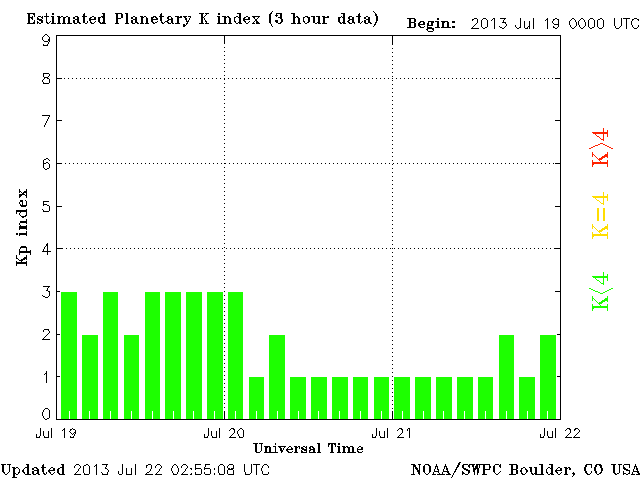 Estimated Planetary K index (3 hour data) Begin: 2013 Jul 19 0000 UTC
9
8
7
6
5
4
3
2
1
0
Kp index
K>4
K=4
K<4
Jul 19 Jul 20 Jul 21 Jul 22
Universal Time
Updated 2013 Jul 22 02:55:08 UTC NOAA/SWPC Boulder, CO USA